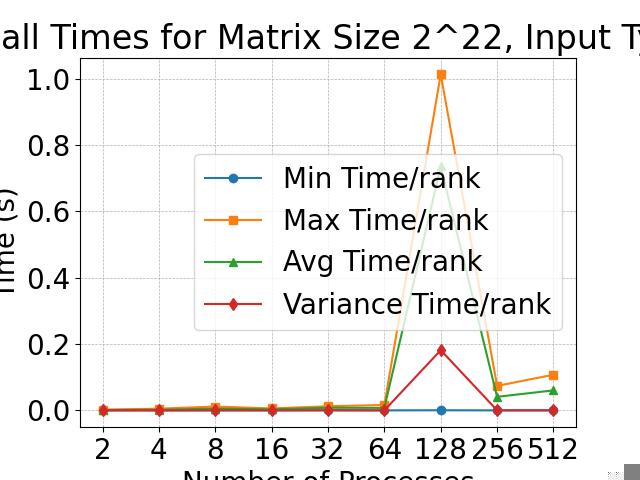 all Times for Matrix Size 2^22, Input Ty
1.0
0.8
0.6
0.4
0.2
0.0
Time (s)
Min Time/rank
Max Time/rank
Avg Time/rank
Variance Time/rank
2 4 8 16 32 64 128 256 512
Number of Processes